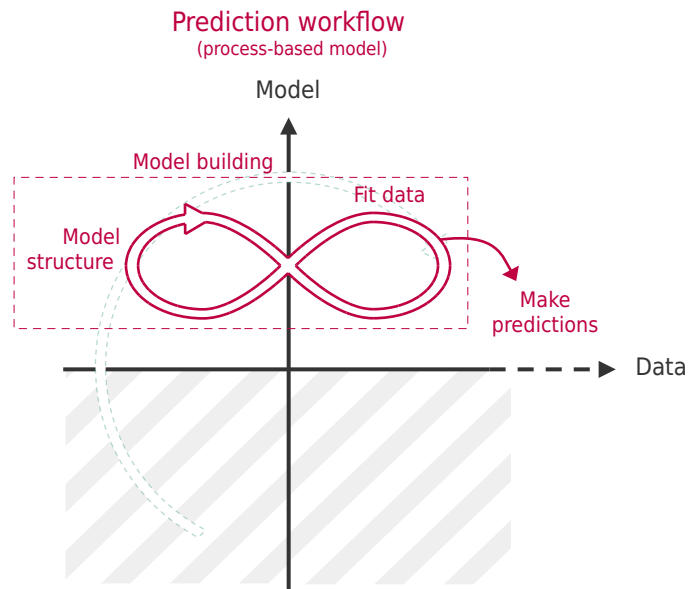 Prediction workflow
(process-based model)
Model
Model building
Fit data
Model
structure
Make
predictions
Data